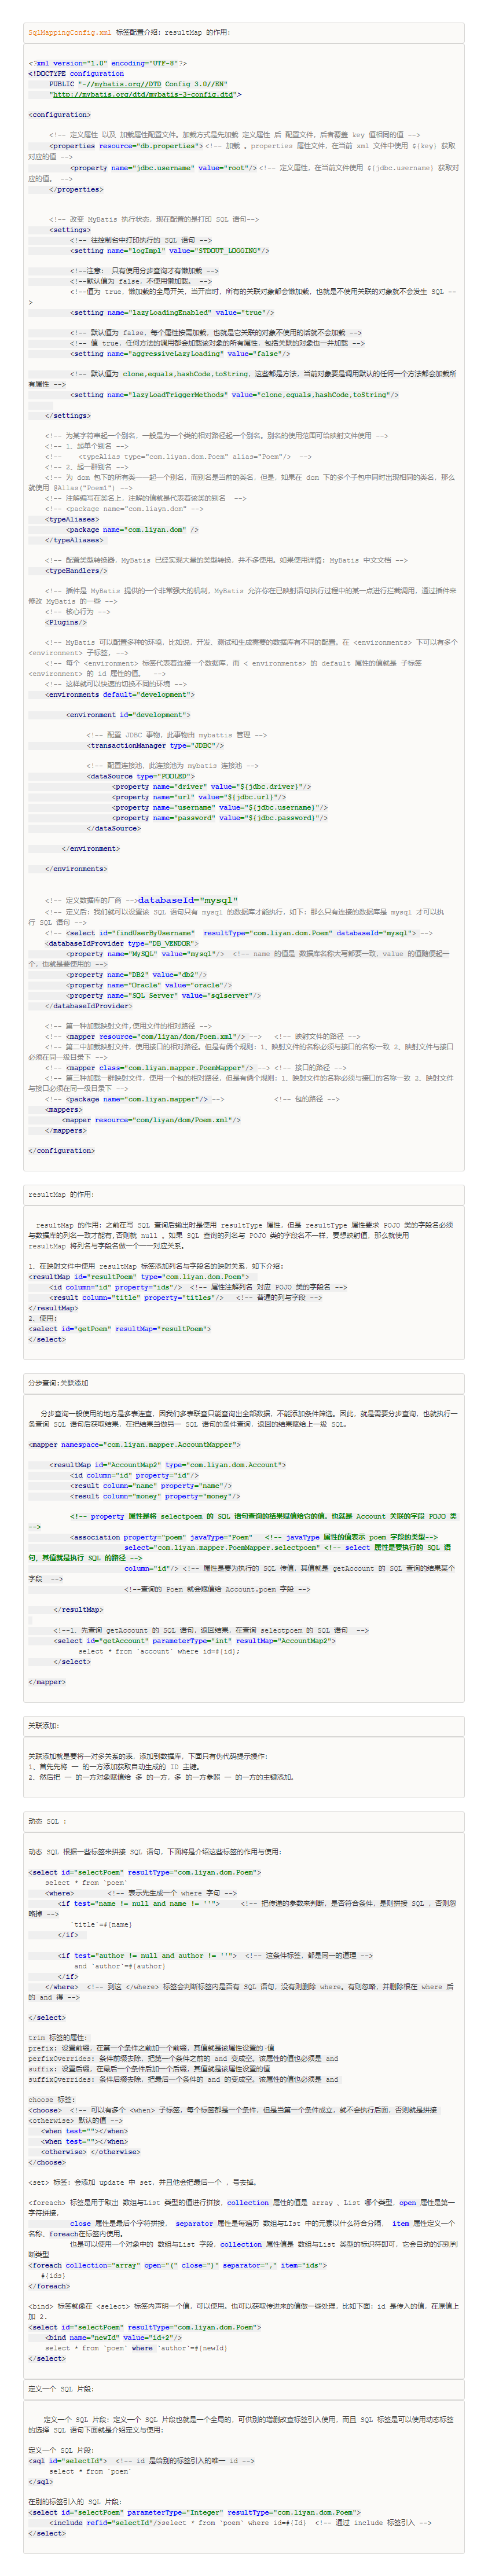 SqlMappingConfig.xml 标签配置介绍: resultMap 的作用:
<?xml version="1.0" encoding="UTF-8"?>
<!DOCTYPE configuration
PUBLIC "-//mybatis.org//DTD Config 3.0//EN"
"http://mybatis.org/dtd/mybatis-3-config.dtd">
<configuration>
<!-- 定义属性 以及 加载属性配置文件。加载方式是先加载 定义属性 后 配置文件, 后者覆盖 key 值相同的值 -->
<properties resource="db.properties"> <!-- 加载 。properties 属性文件, 在当前 xml 文件中使用 ${key} 获取
对应的值 -->
<property name="jdbc.username" value="root"/> <!-- 定义属性, 在当前文件使用 ${jdbc.username} 获取对
应的值。 -->
</properties>
<!-- 改变 MyBatis 执行状态, 现在配置的是打印 SQL 语句-->
<settings>
<!-- 往控制台中打印执行的 SQL 语句 -->
<setting name="logImpl" value="STDOUT_LOGGING"/>
<!--注意: 只有使用分步查询才有懒加载 -->
<!--默认值为 false, 不使用懒加载。 -->
<!--值为 true, 懒加载的全局开关, 当开启时, 所有的关联对象都会懒加载, 也就是不使用关联的对象就不会发生 SQL --
>
<setting name="lazyLoadingEnabled" value="true"/>
<!-- 默认值为 false, 每个属性按需加载, 也就是它关联的对象不使用的话就不会加载 -->
<!-- 值 true, 任何方法的调用都会加载该对象的所有属性, 包括关联的对象也一并加载 -->
<setting name="aggressiveLazyLoading" value="false"/>
<!-- 默认值为 clone,equals,hashCode,toString, 这些都是方法, 当前对象要是调用默认的任何一个方法都会加载所
有属性 -->
<setting name="lazyLoadTriggerMethods" value="clone,equals,hashCode,toString"/>
</settings>
<!-- 为某字符串起一个别名, 一般是为一个类的相对路径起一个别名。别名的使用范围可给映射文件使用 -->
<!-- 1、起单个别名 -->
<!-- <typeAlias type="com.liyan.dom.Poem" alias="Poem"/> -->
<!-- 2、起一群别名 -->
<!-- 为 dom 包下的所有类一一起一个别名, 而别名是当前的类名, 但是, 如果在 dom 下的多个子包中同时出现相同的类名, 那么
就使用 @Alias("Poem1") -->
<!-- 注解编写在类名上, 注解的值就是代表着该类的别名 -->
<!-- <package name="com.liayn.dom" -->
<typeAliases>
<package name="com.liyan.dom" />
</typeAliases>
<!-- 配置类型转换器, MyBatis 已经实现大量的类型转换, 并不多使用。如果使用详情: MyBatis 中文文档 -->
<typeHandlers/>
<!-- 插件是 MyBatis 提供的一个非常强大的机制, MyBatis 允许你在已映射语句执行过程中的某一点进行拦截调用, 通过插件来
修改 MyBatis 的一些 -->
<!-- 核心行为 -->
<Plugins/>
<!-- MyBatis 可以配置多种的环境, 比如说, 开发、测试和生成需要的数据库有不同的配置。在 <environments> 下可以有多个
<environment> 子标签, -->
<!-- 每个 <environment> 标签代表着连接一个数据库, 而 < environments> 的 default 属性的值就是 子标签
<environment> 的 id 属性的值。 -->
<!-- 这样就可以快速的切换不同的环境 -->
<environments default="development">
<environment id="development">
<!-- 配置 JDBC 事物, 此事物由 mybattis 管理 -->
<transactionManager type="JDBC"/>
<!-- 配置连接池, 此连接池为 mybatis 连接池 -->
<dataSource type="POOLED">
<property name="driver" value="${jdbc.driver}"/>
<property name="url" value="${jdbc.url}"/>
<property name="username" value="${jdbc.username}"/>
<property name="password" value="${jdbc.password}"/>
</dataSource>
</environment>
</environments>
<!-- 定义数据库的厂商 -->databaseId="mysql"
<!-- 定义后: 我们就可以设置该 SQL 语句只有 mysql 的数据库才能执行, 如下: 那么只有连接的数据库是 mysql 才可以执
行 SQL 语句 -->
<!-- <select id="findUserByUsername" resultType="com.liyan.dom.Poem" databaseId="mysql"> -->
<databaseIdProvider type="DB_VENDOR">
<property name="MySQL" value="mysql"/> <!-- name 的值是 数据库名称大写都要一致, value 的值随便起一
个, 也就是要使用的 -->
<property name="DB2" value="db2"/>
<property name="Oracle" value="oracle"/>
<property name="SQL Server" value="sqlserver"/>
</databaseIdProvider>
<!-- 第一种加载映射文件,使用文件的相对路径 -->
<!-- <mapper resource="com/liyan/dom/Poem.xml"/> --> <!-- 映射文件的路径 -->
<!-- 第二中加载映射文件, 使用接口的相对路径。但是有俩个规则: 1、映射文件的名称必须与接口的名称一致 2、映射文件与接口
必须在同一级目录下 -->
<!-- <mapper class="com.liyan.mapper.PoemMapper"/> --> <!-- 接口的路径 -->
<!-- 第三种加载一群映射文件, 使用一个包的相对路径, 但是有俩个规则: 1、映射文件的名称必须与接口的名称一致 2、映射文件
与接口必须在同一级目录下 -->
<!-- <package name="com.liyan.mapper"/> --> <!-- 包的路径 -->
<mappers>
<mapper resource="com/liyan/dom/Poem.xml"/>
</mappers>
</configuration>
resultMap 的作用:
resultMap 的作用: 之前在写 SQL 查询后输出时是使用 resultType 属性, 但是 resultType 属性要求 POJO 类的字段名必须
与数据库的列名一致才能有,否则就 null 。如果 SQL 查询的列名与 POJO 类的字段名不一样, 要想映射值, 那么就使用
resultMap 将列名与字段名做一个一一对应关系。
1、在映射文件中使用 resultMap 标签添加列名与字段名的映射关系, 如下介绍:
<resultMap id="resultPoem" type="com.liyan.dom.Poem">
<id column="id" property="ids"/> <!-- 属性注解列名 对应 POJO 类的字段名 -->
<result column="title" property="titles"/> <!-- 普通的列与字段 -->
</resultMap>
2、使用:
<select id="getPoem" resultMap="resultPoem">
</select>
分步查询:关联添加
分步查询一般使用的地方是多表连查, 因我们多表联查只能查询出全部数据, 不能添加条件筛选。因此, 就是需要分步查询, 也就执行一
条查询 SQL 语句后获取结果, 在把结果当做另一 SQL 语句的条件查询, 返回的结果赋给上一级 SQL。
<mapper namespace="com.liyan.mapper.AccountMapper">
<resultMap id="AccountMap2" type="com.liyan.dom.Account">
<id column="id" property="id"/>
<result column="name" property="name"/>
<result column="money" property="money"/>
<!-- property 属性是将 selectpoem 的 SQL 语句查询的结果赋值给它的值。也就是 Account 关联的字段 POJO 类
-->
<association property="poem" javaType="Poem" <!-- javaType 属性的值表示 poem 字段的类型-->
select="com.liyan.mapper.PoemMapper.selectpoem" <!-- select 属性是要执行的 SQL 语
句, 其值就是执行 SQL 的路径 -->
column="id"/> <!-- 属性是要为执行的 SQL 传值, 其值就是 getAccount 的 SQL 查询的结果某个
字段 -->
<!--查询的 Poem 就会赋值给 Account.poem 字段 -->
</resultMap>
<!--1、先查询 getAccount 的 SQL 语句, 返回结果, 在查询 selectpoem 的 SQL 语句 -->
<select id="getAccount" parameterType="int" resultMap="AccountMap2">
select * from `account` where id=#{id};
</select>
</mapper>
关联添加:
关联添加就是要将一对多关系的表, 添加到数据库, 下面只有伪代码提示操作:
1、首先先将 一 的一方添加获取自动生成的 ID 主键。
2、然后把 一 的一方对象赋值给 多 的一方, 多 的一方参照 一 的一方的主键添加。
动态 SQL :
动态 SQL 根据一些标签来拼接 SQL 语句, 下面将是介绍这些标签的作用与使用:
<select id="selectPoem" resultType="com.liyan.dom.Poem">
select * from `poem`
<where> <!-- 表示先生成一个 where 字句 -->
<if test="name != null and name != ''"> <!-- 把传递的参数来判断, 是否符合条件, 是则拼接 SQL , 否则忽
略掉 -->
`title`=#{name}
</if>
<if test="author != null and author != ''"> <!-- 这条件标签, 都是同一的道理 -->
and `author`=#{author}
</if>
</where> <!-- 到这 </where> 标签会判断标签内是否有 SQL 语句, 没有则删除 where。有则忽略, 并删除根在 where 后
的 and 得 -->
</select>
trim 标签的属性:
prefix: 设置前缀, 在第一个条件之前加一个前缀, 其值就是该属性设置的 值
perfixOverrides: 条件前缀去除, 把第一个条件之前的 and 变成空。该属性的值也必须是 and
suffix: 设置后缀, 在最后一个条件后加一个后缀, 其值就是该属性设置的值
suffixOverrides: 条件后缀去除, 把最后一个条件的 and 的变成空。该属性的值也必须是 and
choose 标签:
<choose> <!-- 可以有多个 <when> 子标签, 每个标签都是一个条件, 但是当第一个条件成立, 就不会执行后面, 否则就是拼接
<otherwise> 默认的值 -->
<when test=""></when>
<when test=""></when>
<otherwise> </otherwise>
</choose>
<set> 标签: 会添加 update 中 set, 并且他会把最后一个 , 号去掉。
<foreach> 标签是用于取出 数组与List 类型的值进行拼接, collection 属性的值是 array 、List 哪个类型, open 属性是第一
字符拼接,
close 属性是最后个字符拼接, separator 属性是每遍历 数组与LIst 中的元素以什么符合分隔, item 属性定义一个
名称、foreach在标签内使用。
也是可以使用一个对象中的 数组与List 字段, collection 属性值是 数组与List 类型的标识符即可, 它会自动的识别判
断类型
<foreach collection="array" open="(" close=")" separator="," item="ids">
#{ids}
</foreach>
<bind> 标签就像在 <select> 标签内声明一个值, 可以使用。也可以获取传进来的值做一些处理, 比如下面: id 是传入的值, 在原值上
加 2.
<select id="selectPoem" resultType="com.liyan.dom.Poem">
<bind name="newId" value="id+2"/>
select * from `poem` where `author`=#{newId}
</select>
定义一个 SQL 片段:
定义一个 SQL 片段: 定义一个 SQL 片段也就是一个全局的, 可供别的增删改查标签引入使用, 而且 SQL 标签是可以使用动态标签
的选择 SQL 语句下面就是介绍定义与使用:
定义一个 SQL 片段:
<sql id="selectId"> <!-- id 是给别的标签引入的唯一 id -->
select * from `poem`
</sql>
在别的标签引入的 SQL 片段:
<select id="selectPoem" parameterType="Integer" resultType="com.liyan.dom.Poem">
<include refid="selectId"/>select * from `poem` where id=#{Id} <!-- 通过 include 标签引入 -->
</select>